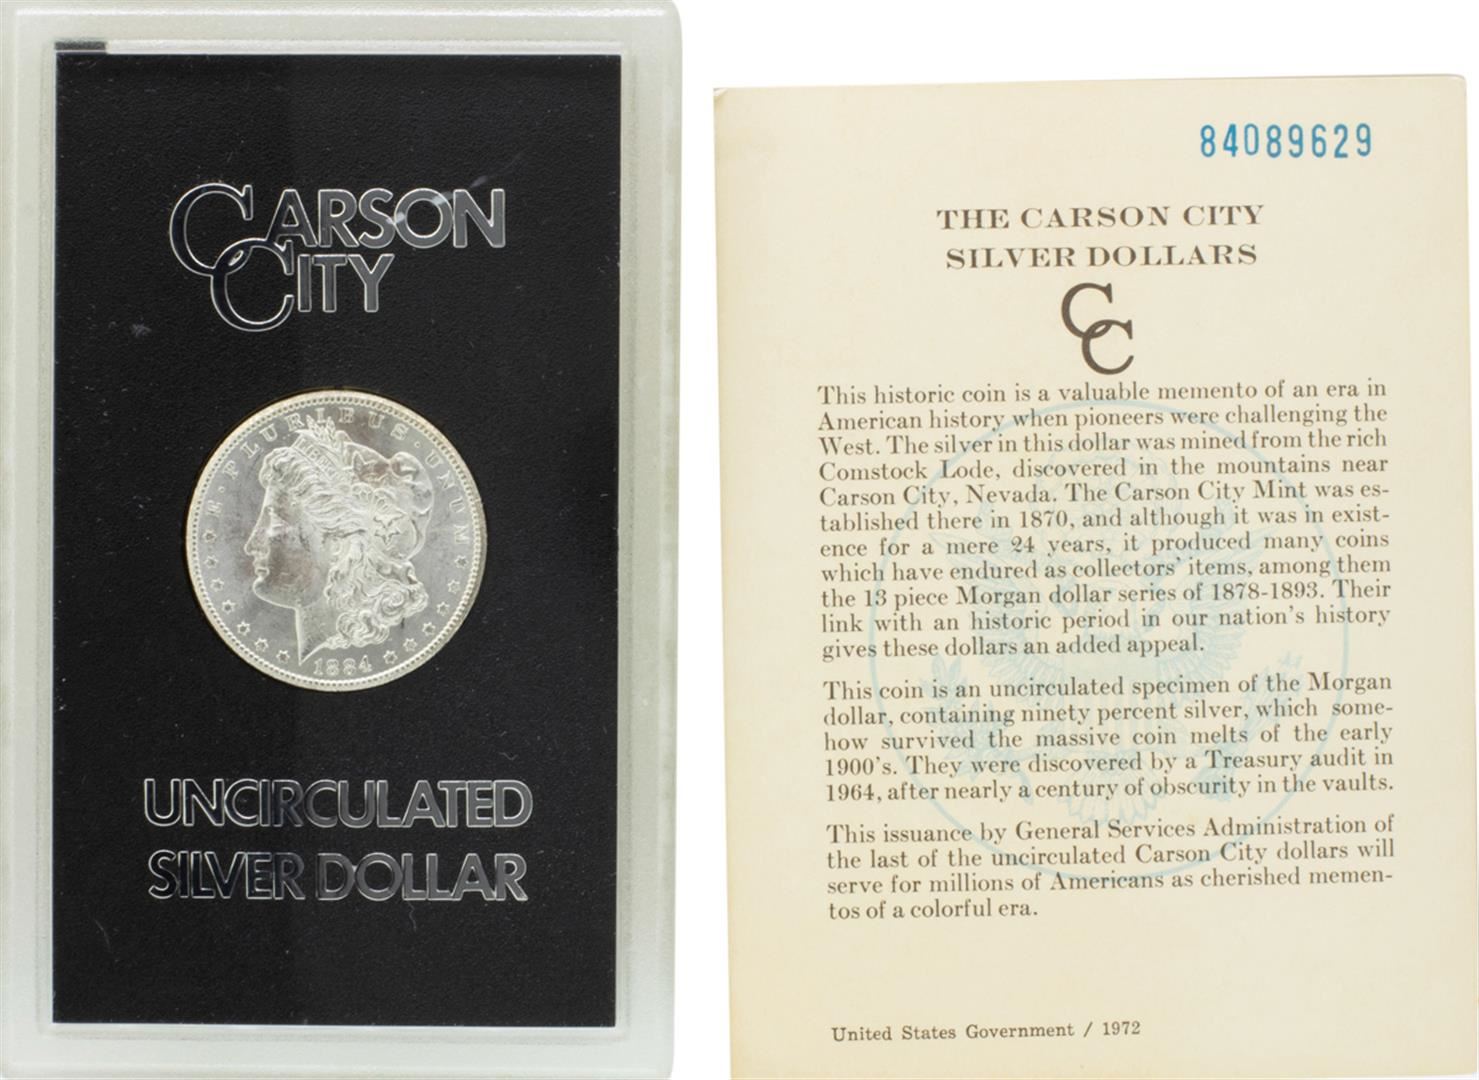 CARSON
CITY
E·PLURIBUS·UNUM
LIBERTY
1884
UNCIRCULATED
SILVER DOLLAR
84089629
THE CARSON CITY
SILVER DOLLARS
CC
This historic coin is a valuable memento of an era in
American history when pioneers were challenging the
West. The silver in this dollar was mined from the rich
Comstock Lode, discovered in the mountains near
Carson City, Nevada. The Carson City Mint was es-
tablished there in 1870, and although it was in exist-
ence for a mere 24 years, it produced many coins
which have endured as collectors' items, among them
the 13 piece Morgan dollar series of 1878-1893. Their
link with an historic period in our nation's history
gives these dollars an added appeal.
This coin is an uncirculated specimen of the Morgan
dollar, containing ninety percent silver, which some-
how survived the massive coin melts of the early
1900's. They were discovered by a Treasury audit in
1964, after nearly a century of obscurity in the vaults.
This issuance by General Services Administration of
the last of the uncirculated Carson City dollars will
serve for millions of Americans as cherished memen-
tos of a colorful era.
United States Government / 1972